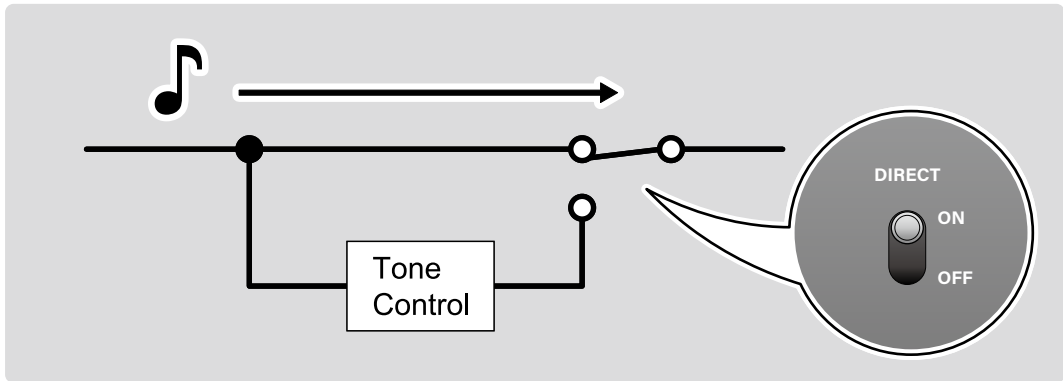 DIRECT
ON
OFF
Tone
Control